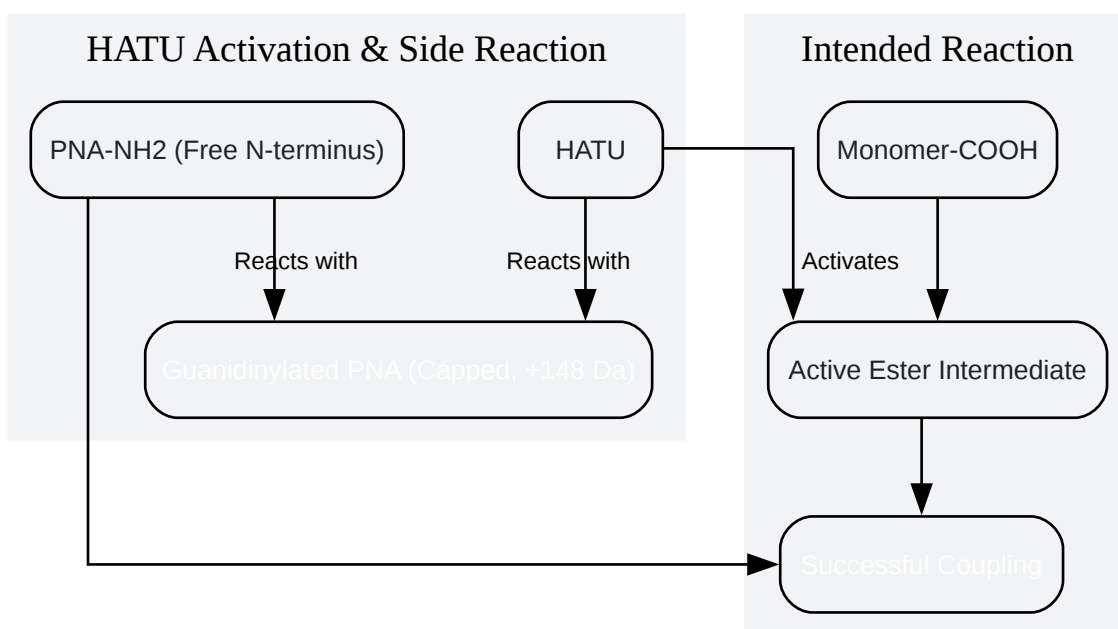 HATU Activation & Side Reaction
Intended Reaction
PNA-NH2 (Free N-terminus)
HATU
Monomer-COOH
Reacts with
Reacts with
Activates
Guanidinylated PNA (Capped, +148 Da)
Active Ester Intermediate
Successful Coupling